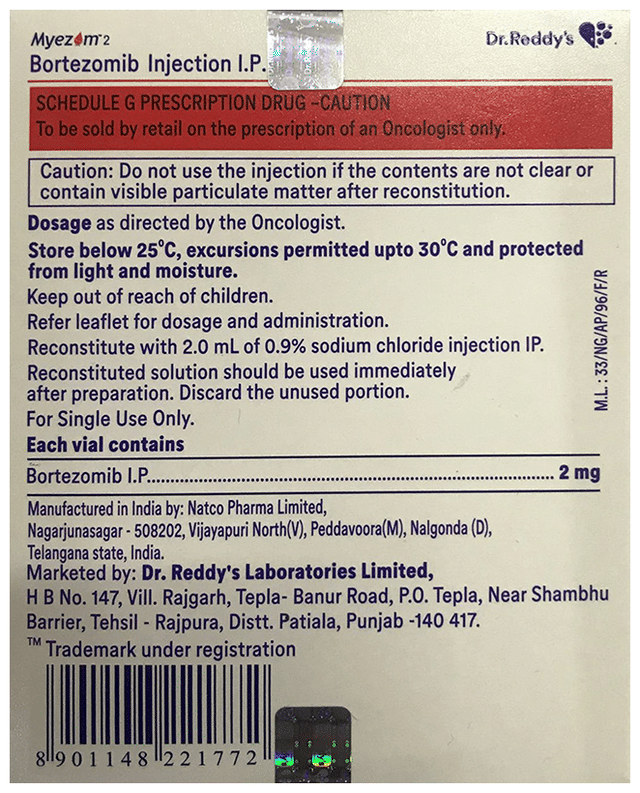 Myezom™ 2
Dr.Reddy's
Bortezomib Injection I.P.
SCHEDULE G PRESCRIPTION DRUG -CAUTION
To be sold by retail on the prescription of an Oncologist only.
Caution: Do not use the injection if the contents are not clear or
contain visible particulate matter after reconstitution.
Dosage as directed by the Oncologist.
Store below 25°C, excursions permitted upto 30°C and protected
from light and moisture.
Keep out of reach of children.
Refer leaflet for dosage and administration.
Reconstitute with 2.0 mL of 0.9% sodium chloride injection IP.
Reconstituted solution should be used immediately
after preparation. Discard the unused portion.
For Single Use Only.
Each vial contains
Bortezomib I.P........................................................................ 2 mg
M.L.: 33/NG/AP/96/F/R
Manufactured in India by: Natco Pharma Limited,
Nagarjunasagar - 508202, Vijayapuri North(V), Peddavoora(M), Nalgonda (D),
Telangana state, India.
Marketed by: Dr. Reddy's Laboratories Limited,
H B No. 147, Vill. Rajgarh, Tepla- Banur Road, P.O. Tepla, Near Shambhu
Barrier, Tehsil - Rajpura, Distt. Patiala, Punjab -140 417.
™ Trademark under registration
8 901148 221772